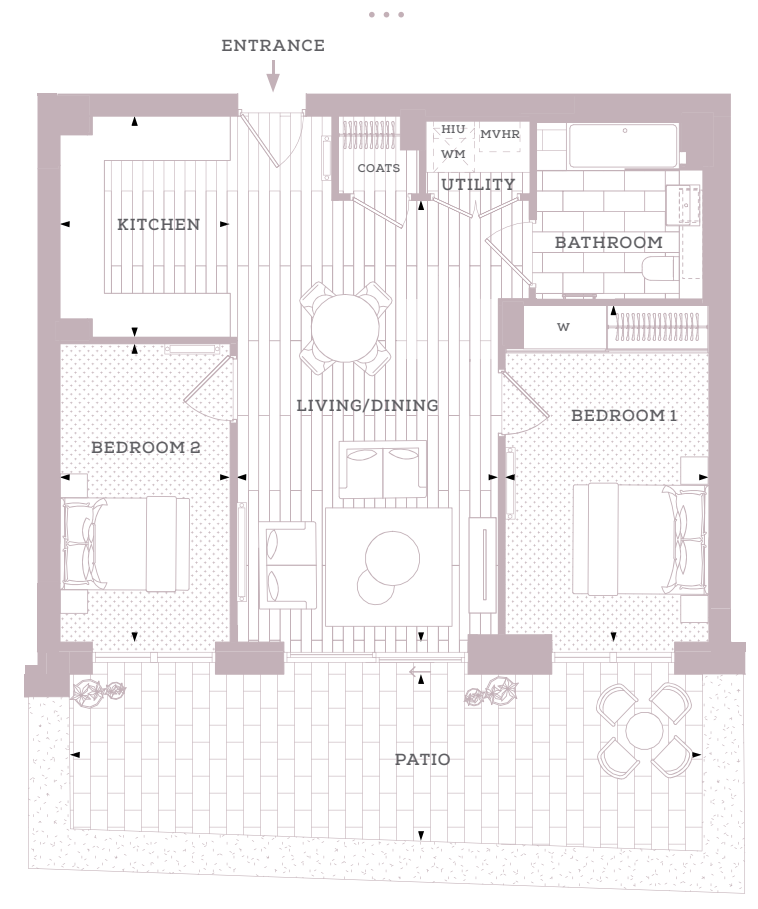 ENTRANCE
HIU
MVHR
WM
COATS
UTILITY
KITCHEN
BATHROOM
W
LIVING/DINING
BEDROOM 1
BEDROOM 2
PATIO